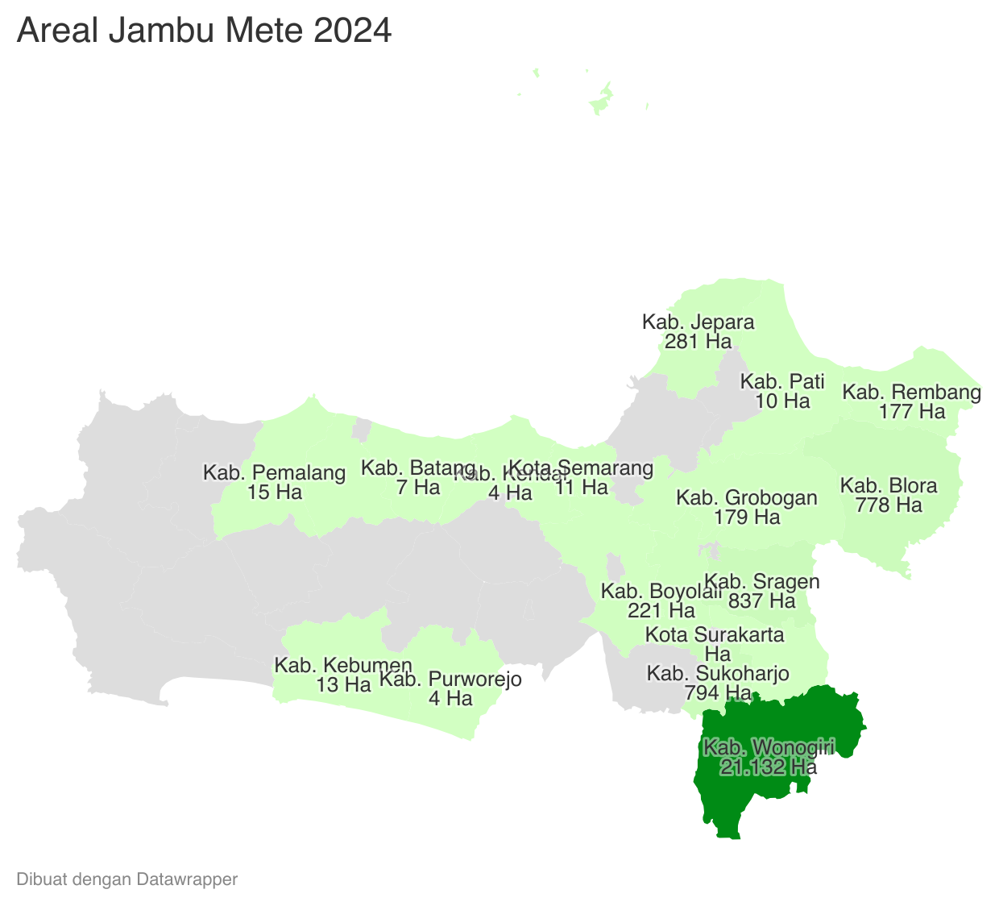 Areal Jambu Mete 2024
Kab. Jepara
281 Ha
Kab. Pati
10 Ha
Kab. Rembang
177 Ha
Kab. Pemalang
15 Ha
Kab. Batang
7 Ha
Kab. Kendal
4 Ha
Kota Semarang
11 Ha
Kab. Grobogan
179 Ha
Kab. Blora
778 Ha
Kab. Boyolali
221 Ha
Kab. Sragen
837 Ha
Kota Surakarta
Ha
Kab. Kebumen
13 Ha
Kab. Purworejo
4 Ha
Kab. Sukoharjo
794 Ha
Kab. Wonogiri
21.132 Ha
Dibuat dengan Datawrapper